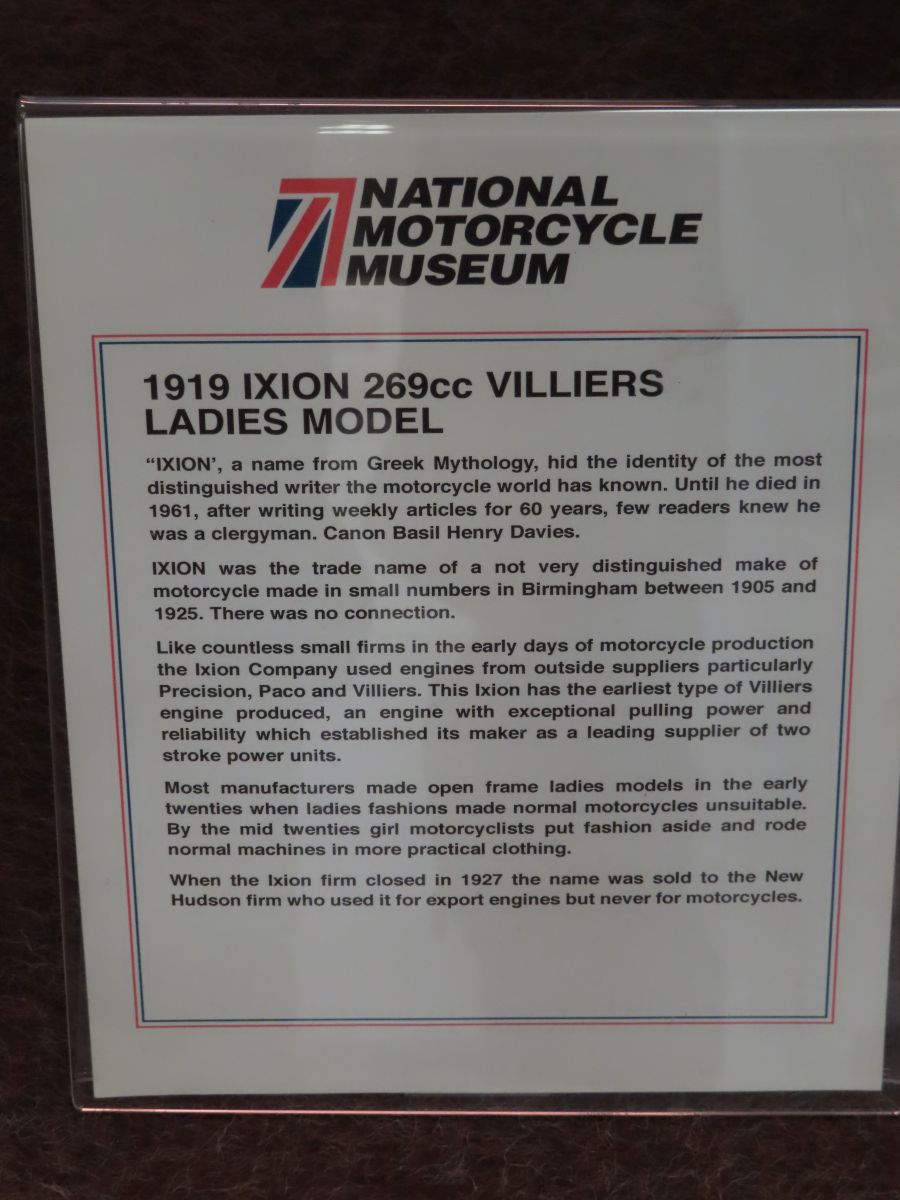 NATIONAL
MOTORCYCLE
MUSEUM
1919 IXION 269cc VILLIERS
LADIES MODEL
“IXION’, a name from Greek Mythology, hid the identity of the most
distinguished writer the motorcycle world has known. Until he died in
1961, after writing weekly articles for 60 years, few readers knew he
was a clergyman. Canon Basil Henry Davies.
IXION was the trade name of a not very distinguished make of
motorcycle made in small numbers in Birmingham between 1905 and
1925. There was no connection.
Like countless small firms in the early days of motorcycle production
the Ixion Company used engines from outside suppliers particularly
Precision, Paco and Villiers. This Ixion has the earliest type of Villiers
engine produced, an engine with exceptional pulling power and
reliability which established its maker as a leading supplier of two
stroke power units.
Most manufacturers made open frame ladies models in the early
twenties when ladies fashions made normal motorcycles unsuitable.
By the mid twenties girl motorcyclists put fashion aside and rode
normal machines in more practical clothing.
When the Ixion firm closed in 1927 the name was sold to the New
Hudson firm who used it for export engines but never for motorcycles.